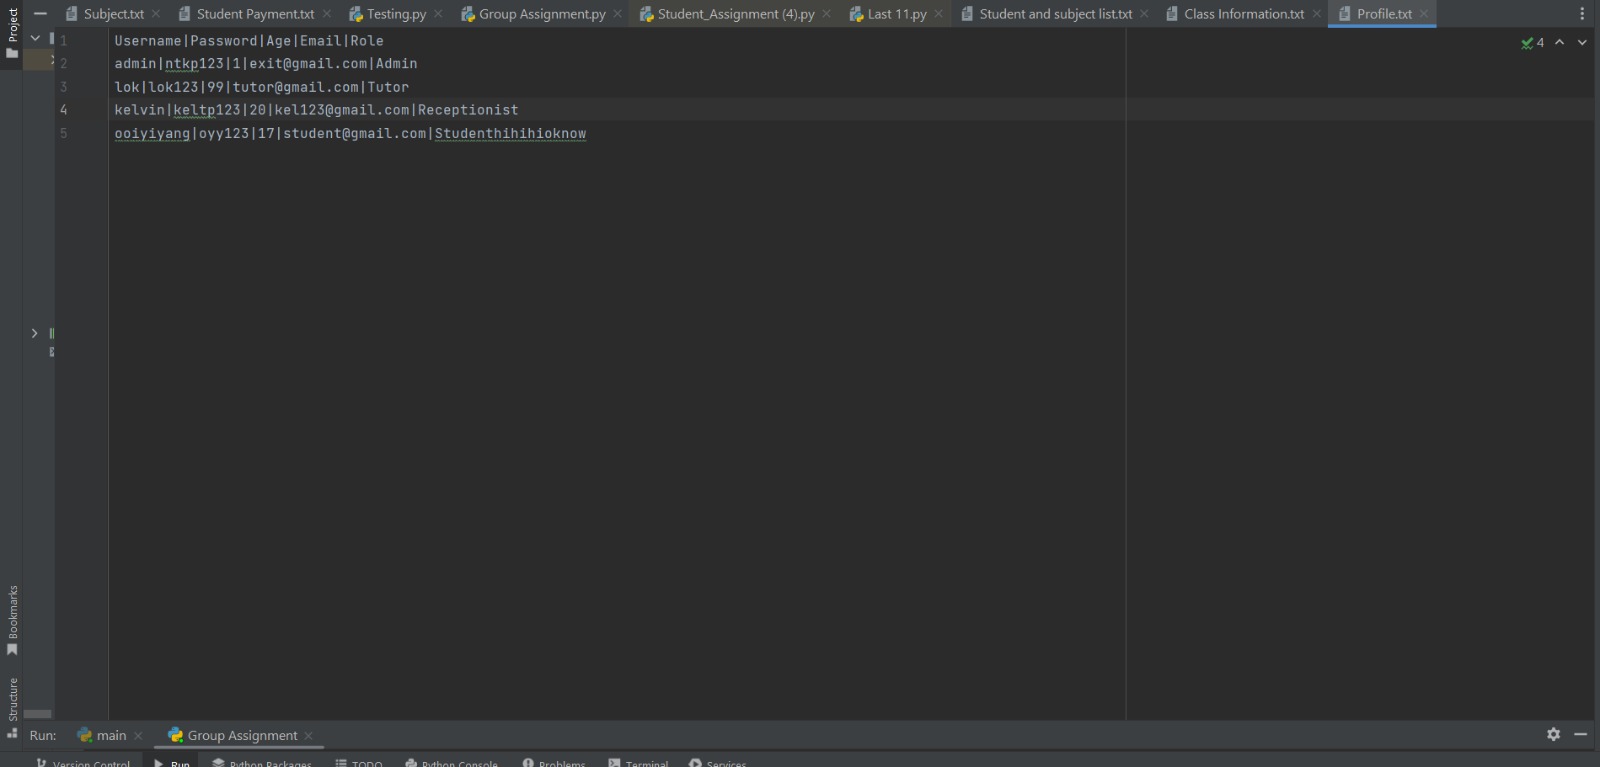 Project
Subject.txt
Student Payment.txt
Testing.py
Group Assignment.py
Student_Assignment (4).py
Last 11.py
Student and subject list.txt
Class Information.txt
Profile.txt
1 Username|Password|Age|Email|Role
2 admin|ntkp123|1|exit@gmail.com|Admin
3 lok|lok123|99|tutor@gmail.com|Tutor
4 kelvin|keltp123|20|kel123@gmail.com|Receptionist
5 ooiyiyang|oyy123|17|student@gmail.com|Studenthihihioknow
4
Bookmarks
Structure
Run:
main
Group Assignment
Version Control
Run
Python Packages
TODO
Python Console
Problems
Terminal
Services